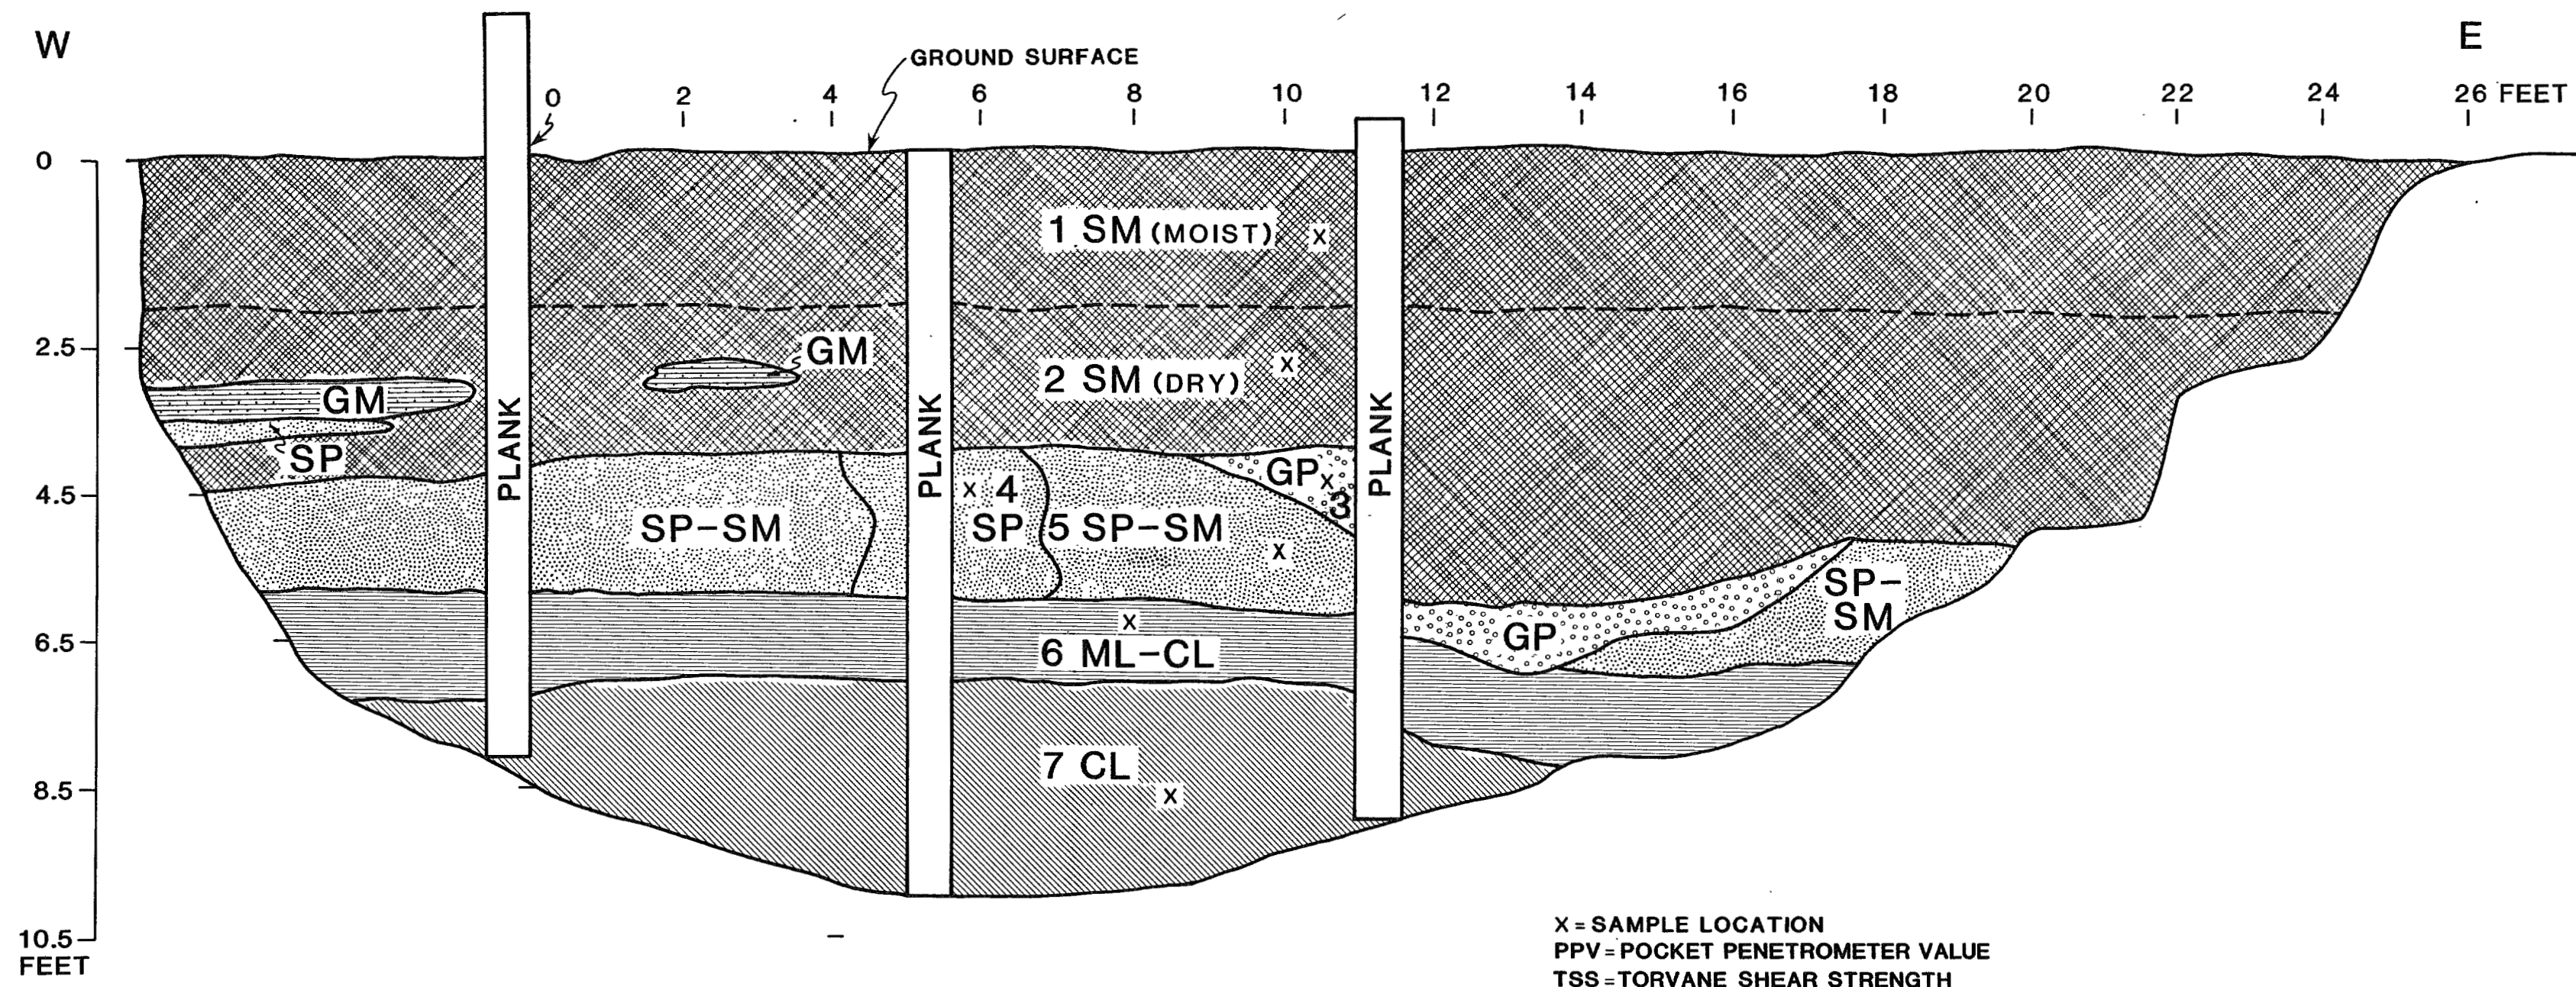 W
E
GROUND SURFACE
0 2 4 6 8 10 12 14 16 18 20 22 24 26 FEET
0
2.5
4.5
6.5
8.5
10.5
FEET
PLANK
PLANK
PLANK
1 SM (MOIST) X
GM
2 SM (DRY) X
GM
SP
SP-SM
X 4
SP
5 SP-SM
X
GP X
3
X
6 ML-CL
GP
SP-
SM
7 CL
X
X = SAMPLE LOCATION
PPV = POCKET PENETROMETER VALUE
TSS = TORVANE SHEAR STRENGTH